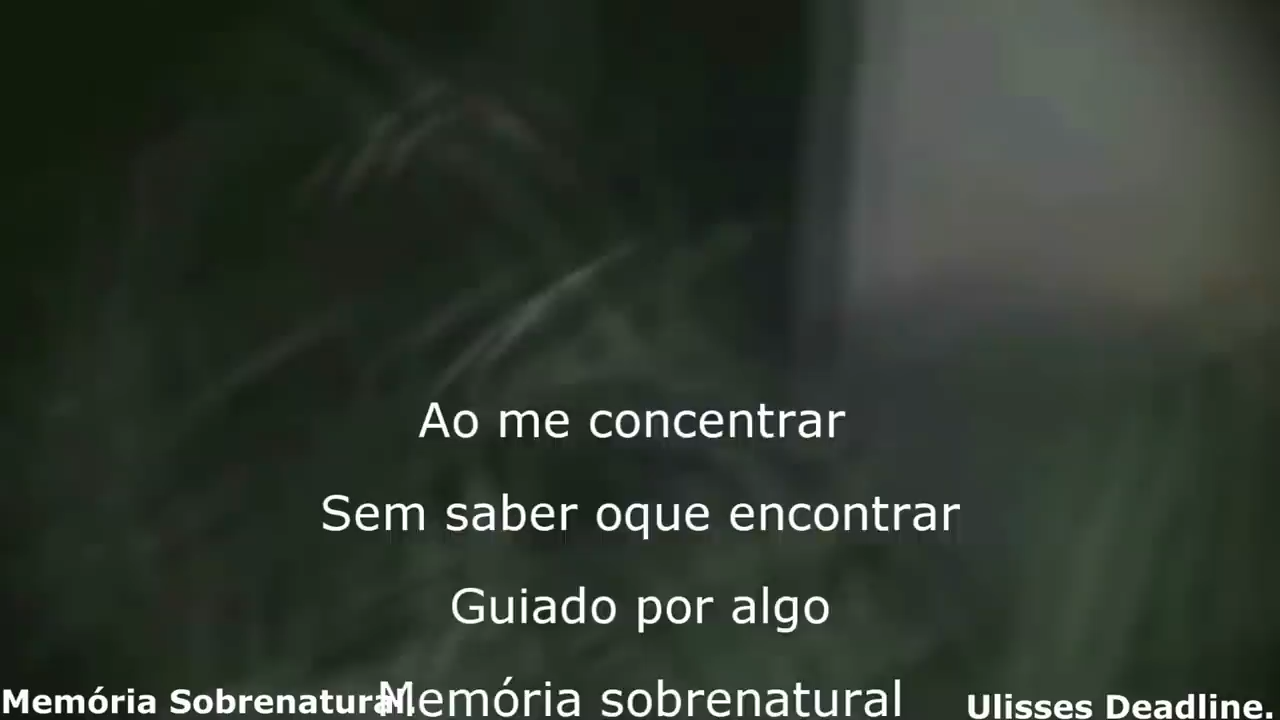 Ao me concentrar
Sem saber oque encontrar
Guiado por algo
Memória sobrenatural
Memória Sobrenatural.
Ulisses Deadline.